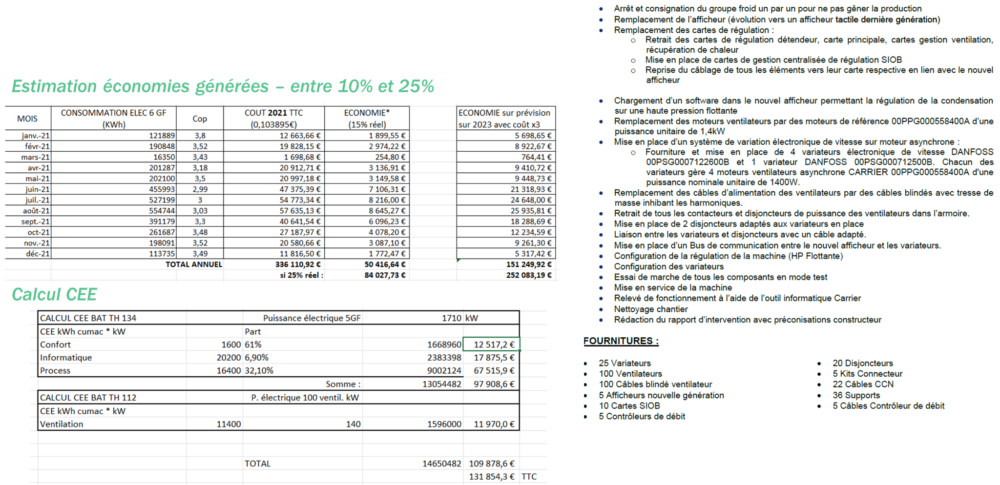 Estimation économies générées – entre 10% et 25%
MOIS CONSOMMATION ELEC 6 GF (KWh) Cop COUT 2021 TTC (0,103895€) ECONOMIE* (15% réel) ECONOMIE sur prévision sur 2023 avec coût x3
janv.-21 121889 3,8 12 663,66 € 1 899,55 € 5 698,65 €
févr-21 190848 3,52 19 828,15 € 2 974,22 € 8 922,67 €
mars-21 16350 3,43 1 698,68 € 254,80 € 764,41 €
avr-21 201287 3,18 20 912,71 € 3 136,91 € 9 410,72 €
mai-21 202100 3,5 20 997,18 € 3 149,58 € 9 448,73 €
juin-21 455993 2,99 47 375,39 € 7 106,31 € 21 318,93 €
juil.-21 527199 3 54 773,34 € 8 216,00 € 24 648,00 €
août-21 554744 3,03 57 635,13 € 8 645,27 € 25 935,81 €
sept.-21 391179 3,3 40 641,54 € 6 096,23 € 18 288,69 €
oct-21 261687 3,48 27 187,97 € 4 078,20 € 12 234,59 €
nov.-21 198091 3,52 20 580,66 € 3 087,10 € 9 261,30 €
déc-21 113735 3,49 11 816,50 € 1 772,47 € 5 317,42 €
TOTAL ANNUEL 336 110,92 € 50 416,64 € 151 249,92 €
si 25% réel : 84 027,73 € 252 083,19 €
Calcul CEE
CALCUL CEE BAT TH 134 Puissance électrique 5GF 1710 kW
CEE kWh cumac * kW Part
Confort 1600 61% 1668960 12 517,2 €
Informatique 20200 6,90% 2383398 17 875,5 €
Process 16400 32,10% 9002124 67 515,9 €
Somme : 13054482 97 908,6 €
CALCUL CEE BAT TH 112 P. électrique 100 ventil. kW
CEE kWh cumac * kW
Ventilation 11400 140 1596000 11 970,0 €
TOTAL 14650482 109 878,6 €
131 854,3 € TTC
• Arrêt et consignation du groupe froid un par un pour ne pas gêner la production
• Remplacement de l'afficheur (évolution vers un afficheur tactile dernière génération)
• Remplacement des cartes de régulation :
o Retrait des cartes de régulation détendeur, carte principale, cartes gestion ventilation,
récupération de chaleur
o Mise en place de cartes de gestion centralisée de régulation SIOB
o Reprise du câblage de tous les éléments vers leur carte respective en lien avec le nouvel
afficheur
• Chargement d'un software dans le nouvel afficheur permettant la régulation de la condensation
sur une haute pression flottante
• Remplacement des moteurs ventilateurs par des moteurs de référence 00PPG000558400A d'une
puissance unitaire de 1,4kW
• Mise en place d'un système de variation électronique de vitesse sur moteur asynchrone :
o Fourniture et mise en place de 4 variateurs électronique de vitesse DANFOSS
00PSG0007122600B et 1 variateur DANFOSS 00PSG000712500B. Chacun des
variateurs gère 4 moteurs ventilateurs asynchrone CARRIER 00PPG000558400A d'une
puissance nominale unitaire de 1400W.
• Remplacement des câbles d'alimentation des ventilateurs par des câbles blindés avec tresse de
masse inhibant les harmoniques.
• Retrait de tous les contacteurs et disjoncteurs de puissance des ventilateurs dans l'armoire.
• Mise en place de 2 disjoncteurs adaptés aux variateurs en place
• Liaison entre les variateurs et disjoncteurs avec un câble adapté.
• Mise en place d'un Bus de communication entre le nouvel afficheur et les variateurs.
• Configuration de la régulation de la machine (HP Flottante)
• Configuration des variateurs
• Essai de marche de tous les composants en mode test
• Mise en service de la machine
• Relevé de fonctionnement à l'aide de l'outil informatique Carrier
• Nettoyage chantier
• Rédaction du rapport d'intervention avec préconisations constructeur
FOURNITURES :
• 25 Variateurs
• 100 Ventilateurs
• 100 Câbles blindé ventilateur
• 5 Afficheurs nouvelle génération
• 10 Cartes SIOB
• 5 Contrôleurs de débit
• 20 Disjoncteurs
• 5 Kits Connecteur
• 22 Câbles CCN
• 36 Supports
• 5 Câbles Contrôleur de débit